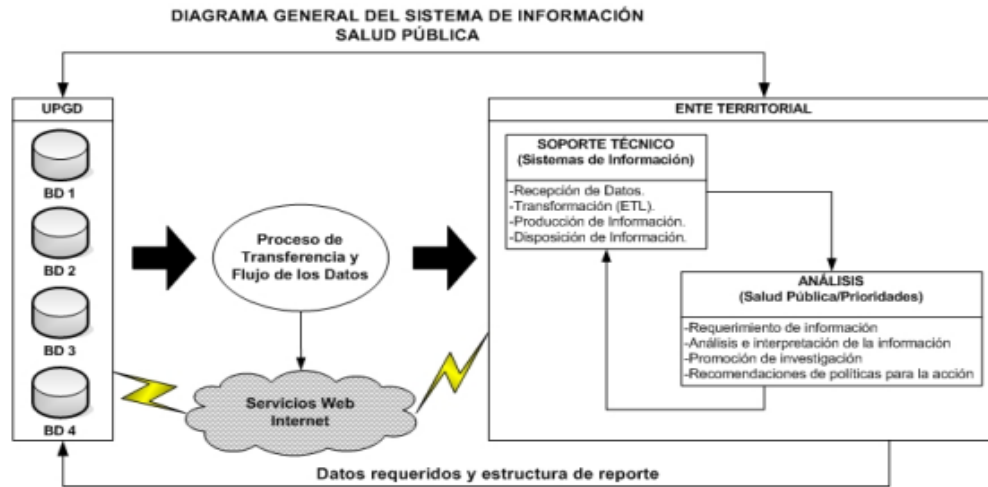 DIAGRAMA GENERAL DEL SISTEMA DE INFORMACIÓN
SALUD PÚBLICA
UPGD
BD 1
BD 2
BD 3
BD 4
Proceso de
Transferencia y
Flujo de los Datos
Servicios Web
Internet
ENTE TERRITORIAL
SOPORTE TÉCNICO
(Sistemas de Información)
-Recepción de Datos.
-Transformación (ETL).
-Producción de Información.
-Disposición de Información.
ANÁLISIS
(Salud Pública/Prioridades)
-Requerimiento de información
-Análisis e interpretación de la información
-Promoción de investigación
-Recomendaciones de políticas para la acción
Datos requeridos y estructura de reporte